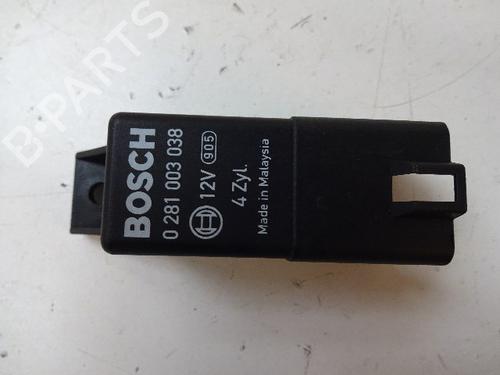 BOSCH
0 281 003 038
12V 905
4 Zyl.
Made in Malaysia
B-PARTS